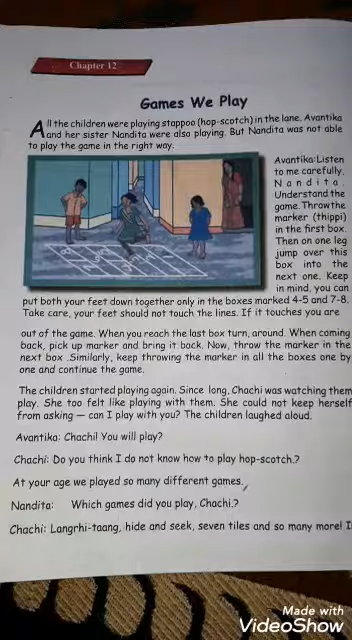 Chapter 12
Games We Play
All the children were playing stappoo (hop-scotch) in the lane. Avantika
and her sister Nandita were also playing. But Nandita was not able
to play the game in the right way.
Avantika: Listen
to me carefully,
Nandita.
Understand the
game. Throw the
marker (thippi)
in the first box.
Then on one leg
jump over this
box into the
next one. Keep
in mind, you can
put both your feet down together only in the boxes marked 4-5 and 7-8.
Take care, your feet should not touch the lines. If it touches you are
out of the game. When you reach the last box turn, around. When coming
back, pick up marker and bring it back. Now, throw the marker in the
next box .Similarly, keep throwing the marker in all the boxes one by
one and continue the game.
The children started playing again. Since long, Chachi was watching them
play. She too felt like playing with them. She could not keep herself
from asking — can I play with you? The children laughed aloud.
Avantika: Chachi! You will play?
Chachi: Do you think I do not know how to play hop-scotch.?
At your age we played so many different games.
Nandita: Which games did you play, Chachi.?
Chachi: Langrhi-taang, hide and seek, seven tiles and so many more! I
Made with
VideoShow